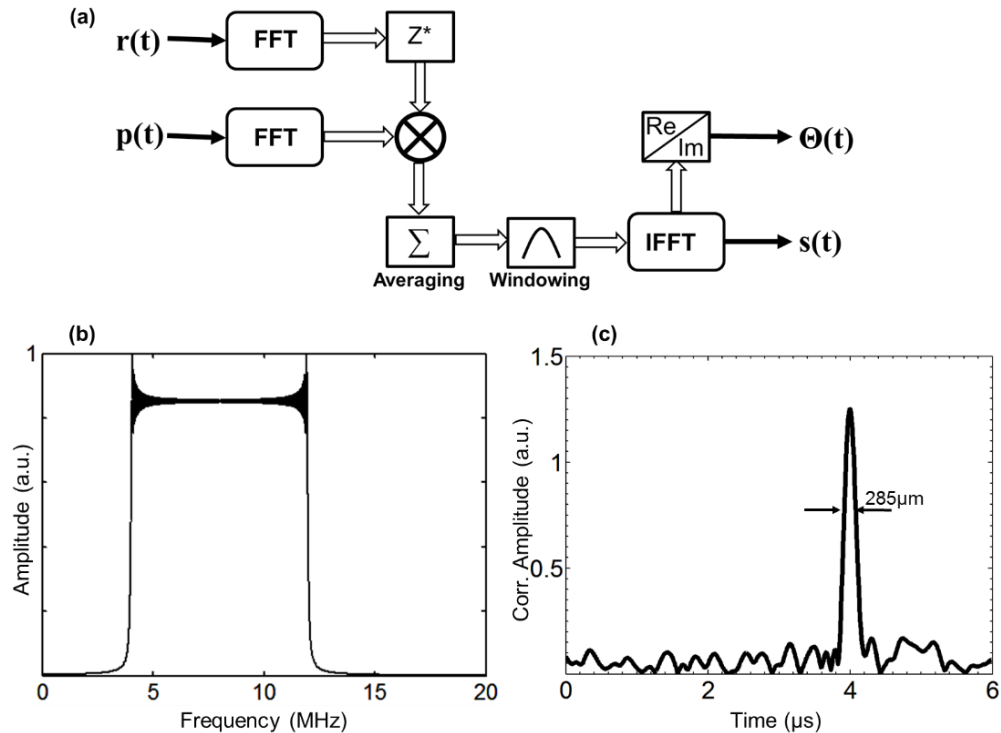 (a)
r(t) FFT Z*
p(t) FFT
Re Im Θ(t)
Σ IFFT s(t)
Averaging Windowing
(b)
1
Amplitude (a.u.)
0 5 10 15 20
Frequency (MHz)
(c)
1.5
1
0.5
Corr. Amplitude (a.u.)
285µm
0 2 4 6
Time (µs)